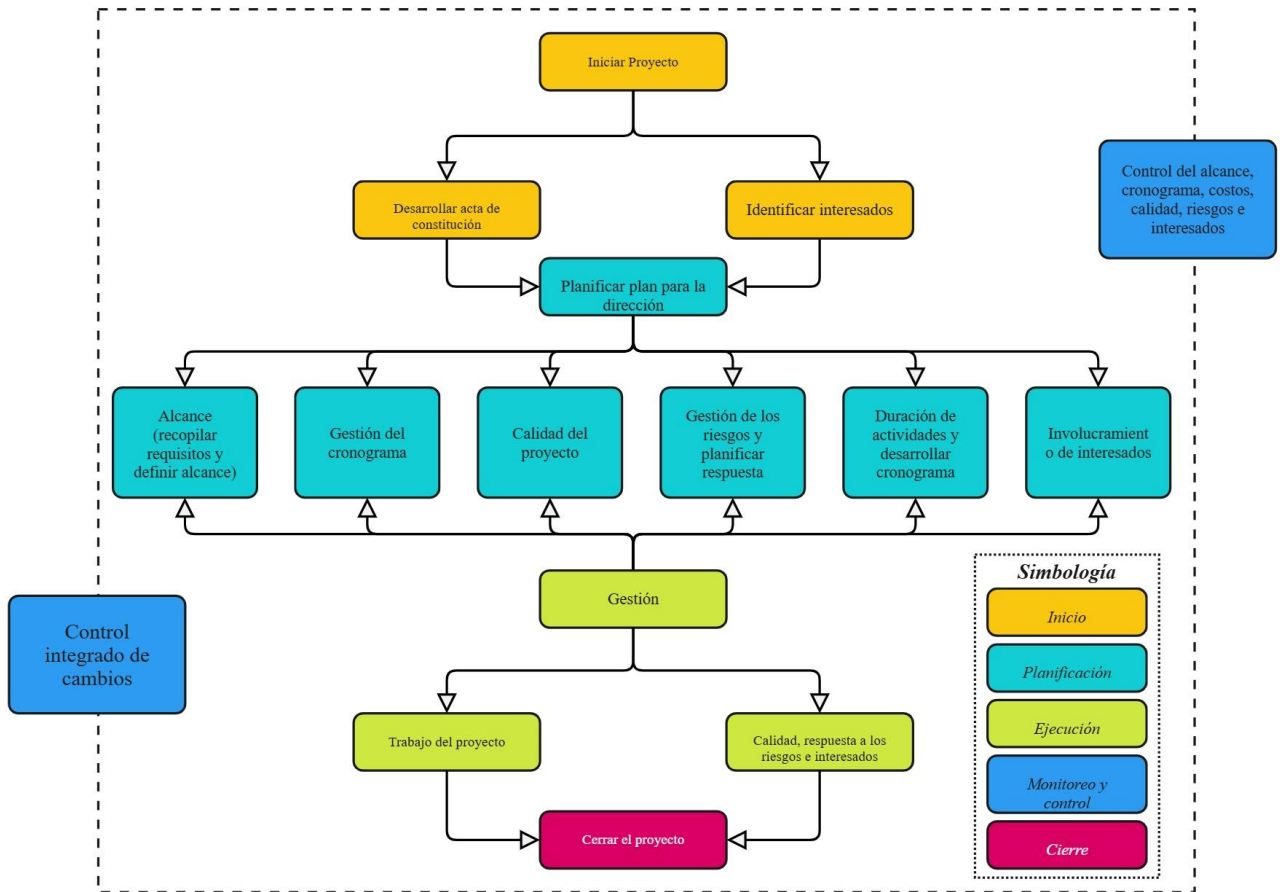 Iniciar Proyecto
Control del alcance,
cronograma, costos,
calidad, riesgos e
interesados
Desarrollar acta de
constitución
Identificar interesados
Planificar plan para la
dirección
Alcance
(recopilar
requisitos y
definir alcance)
Gestión del
cronograma
Calidad del
proyecto
Gestión de los
riesgos y
planificar
respuesta
Duración de
actividades y
desarrollar
cronograma
Involucramient
o de interesados
Gestión
Control
integrado de
cambios
Trabajo del proyecto
Calidad, respuesta a los
riesgos e interesados
Cerrar el proyecto
Simbología
Inicio
Planificación
Ejecución
Monitoreo y
control
Cierre